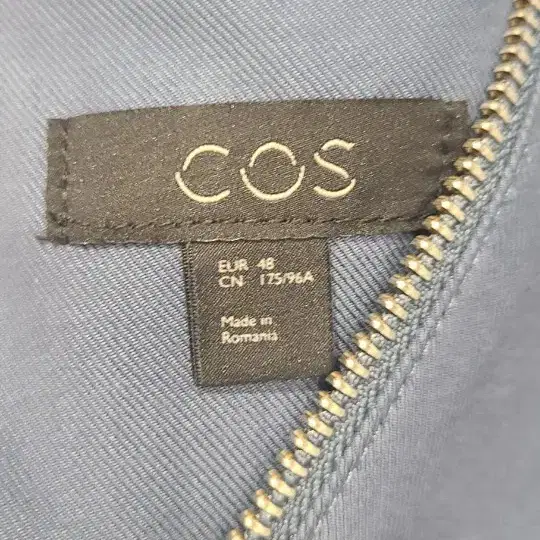 COS
EUR 48
CN 175/96A
Made in
Romania